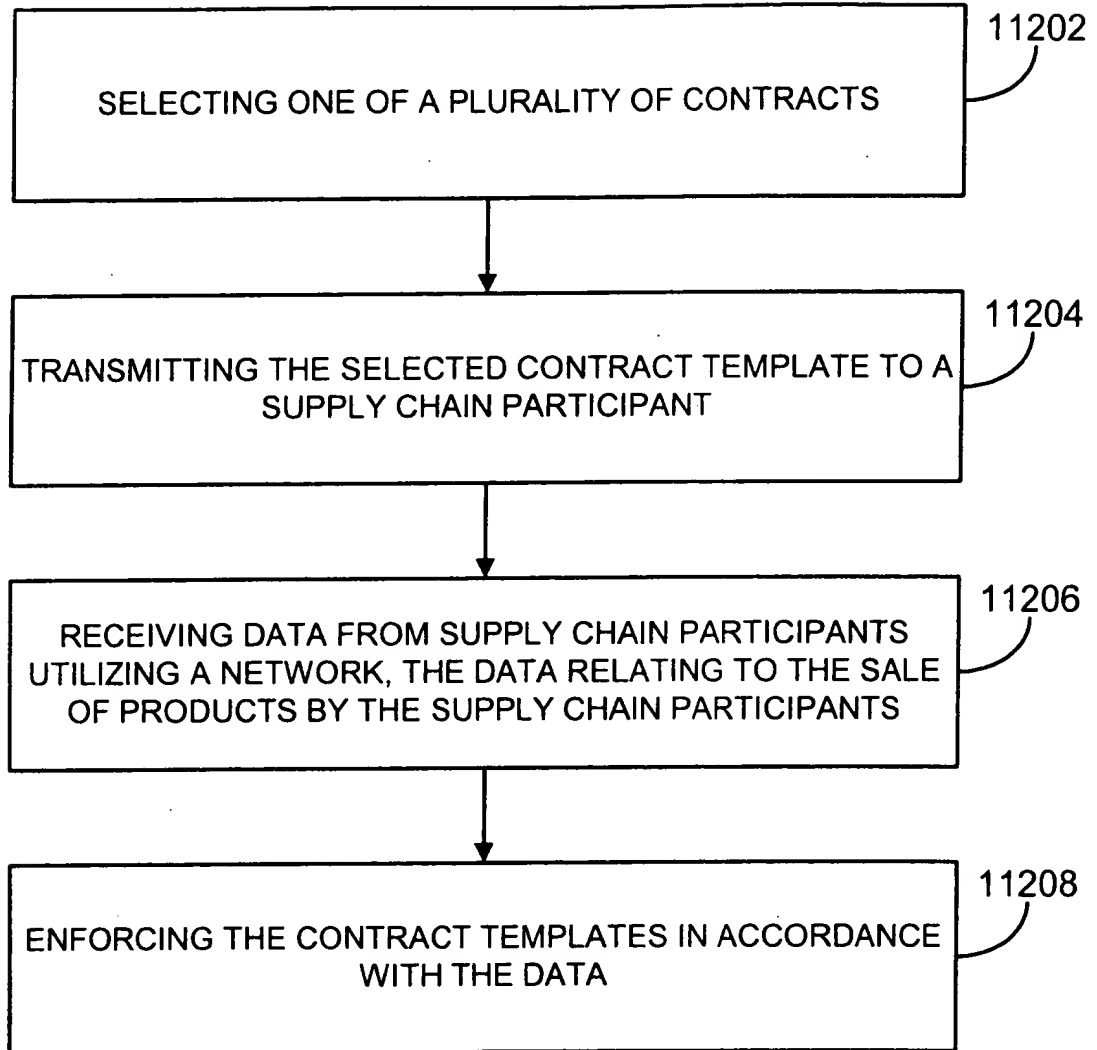 11202
SELECTING ONE OF A PLURALITY OF CONTRACTS
11204
TRANSMITTING THE SELECTED CONTRACT TEMPLATE TO A
SUPPLY CHAIN PARTICIPANT
11206
RECEIVING DATA FROM SUPPLY CHAIN PARTICIPANTS
UTILIZING A NETWORK, THE DATA RELATING TO THE SALE
OF PRODUCTS BY THE SUPPLY CHAIN PARTICIPANTS
11208
ENFORCING THE CONTRACT TEMPLATES IN ACCORDANCE
WITH THE DATA